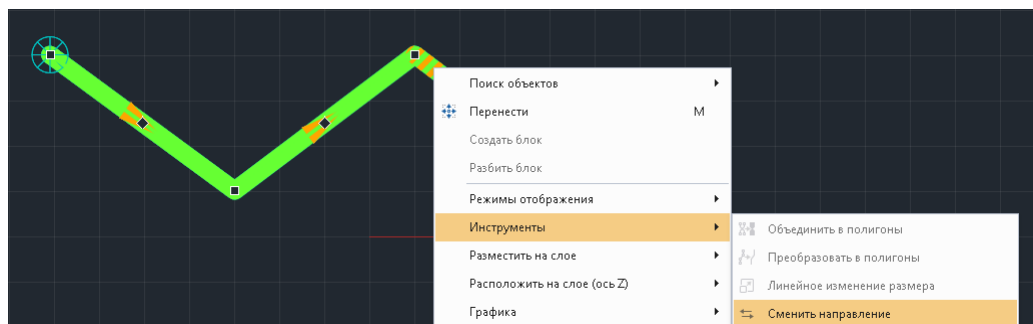 Поиск объектов
Перенести M
Создать блок
Разбить блок
Режимы отображения
Инструменты
Разместить на слое
Расположить на слое (ось Z)
Графика
Объединить в полигоны
Преобразовать в полигоны
Линейное изменение размера
Сменить направление